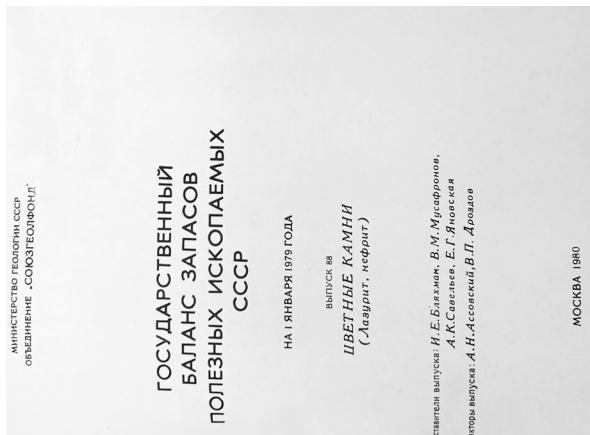 МИНИСТЕРСТВО ГЕОЛОГИИ СССР
ОБЪЕДИНЕНИЕ „СОЮЗГЕОЛФОНД"
ГОСУДАРСТВЕННЫЙ
БАЛАНС ЗАПАСОВ
ПОЛЕЗНЫХ ИСКОПАЕМЫХ
СССР
НА 1 ЯНВАРЯ 1979 ГОДА
ВЫПУСК 88
ЦВЕТНЫЕ КАМНИ
(Лазурит, нефрит)
ставители выпуска: И.Е.Бляхман, В.М.Мусафронов,
А.К.Савельев, Е.Г.Яновская
кторы выпуска: А.Н.Ассовский, В.П. Дроздов
МОСКВА 1980